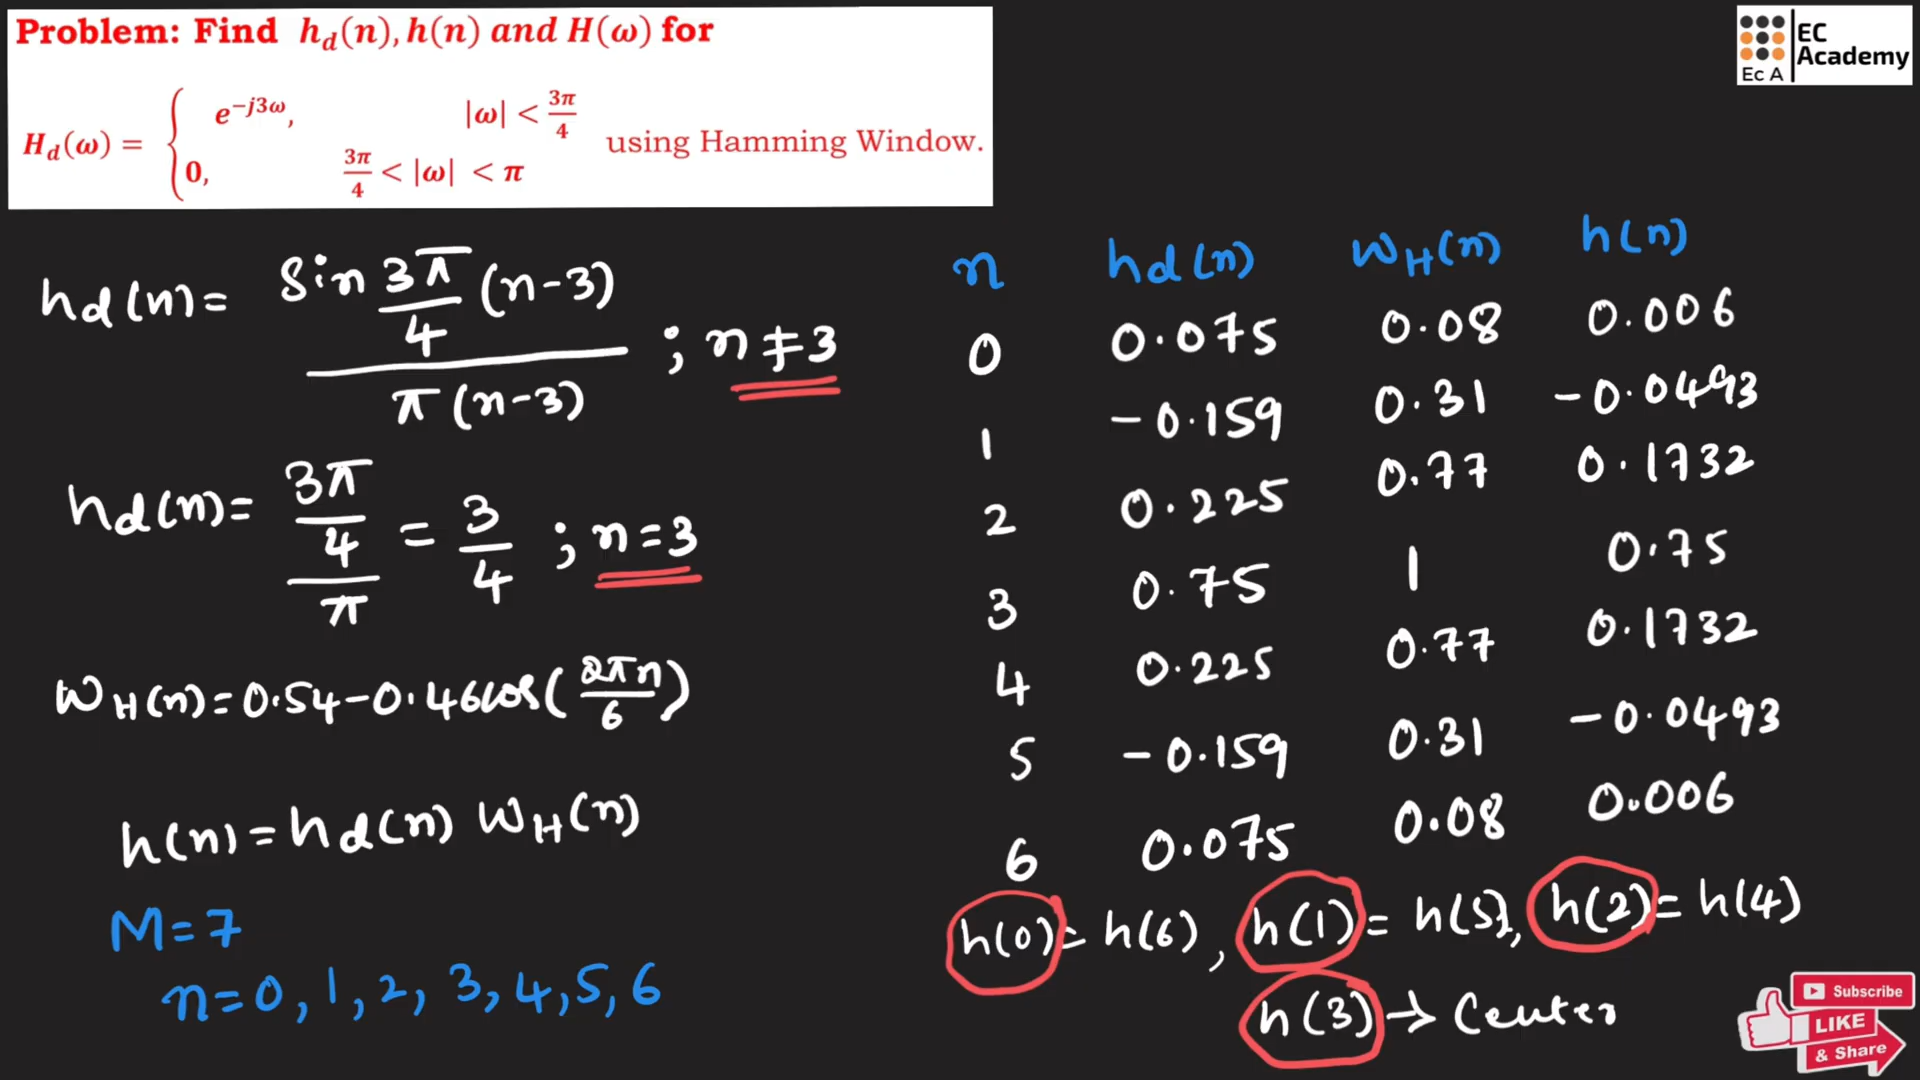 Problem: Find h_d(n), h(n) and H(ω) for
H_d(ω) = { e^{-j3ω}, |ω| < 3π/4
0, 3π/4 < |ω| < π
using Hamming Window.
EC Academy
Ec A
hd(n) = sin 3π/4 (n-3) / π(n-3) ; n≠3
hd(n) = (3π/4)/π = 3/4 ; n=3
WH(n) = 0.54-0.46cos(2πn/6)
h(n) = hd(n) WH(n)
M=7
n=0, 1, 2, 3, 4, 5, 6
n hd(n) WH(n) h(n)
0 0.075 0.08 0.006
1 -0.159 0.31 -0.0493
2 0.225 0.77 0.1732
3 0.75 1 0.75
4 0.225 0.77 0.1732
5 -0.159 0.31 -0.0493
6 0.075 0.08 0.006
h(0) = h(6), h(1) = h(5), h(2) = h(4)
h(3) → Center
Subscribe
LIKE
& Share